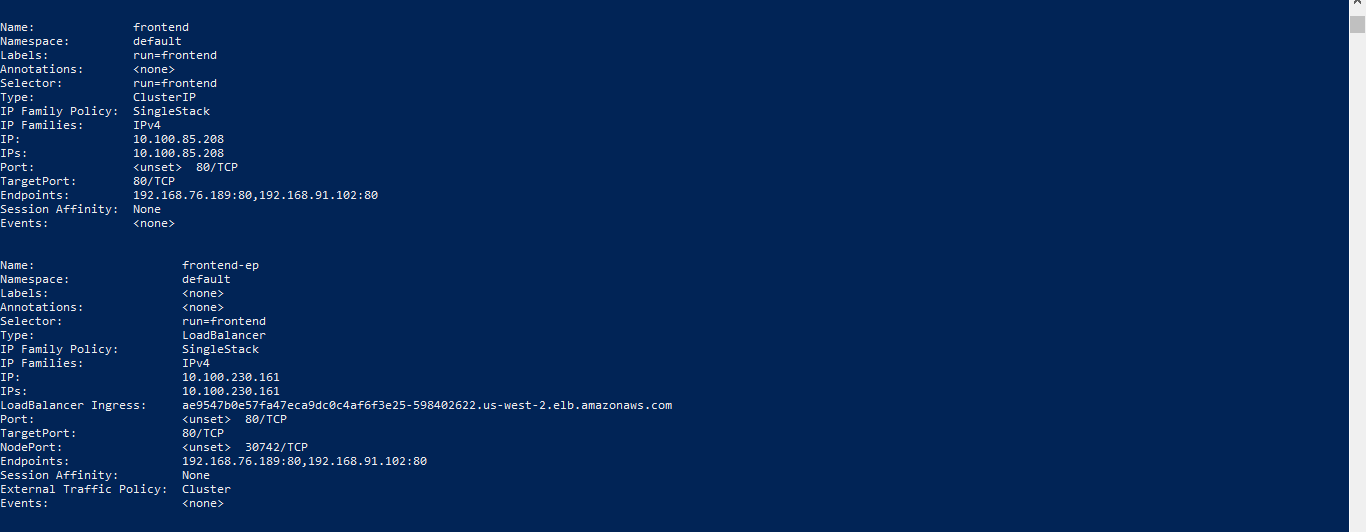 Name:              frontend
Namespace:         default
Labels:            run=frontend
Annotations:       <none>
Selector:          run=frontend
Type:              ClusterIP
IP Family Policy:  SingleStack
IP Families:       IPv4
IP:                10.100.85.208
IPs:               10.100.85.208
Port:              <unset>  80/TCP
TargetPort:        80/TCP
Endpoints:         192.168.76.189:80,192.168.91.102:80
Session Affinity:  None
Events:            <none>
Name:                     frontend-ep
Namespace:                default
Labels:                   <none>
Annotations:              <none>
Selector:                 run=frontend
Type:                     LoadBalancer
IP Family Policy:         SingleStack
IP Families:              IPv4
IP:                       10.100.230.161
IPs:                      10.100.230.161
LoadBalancer Ingress:     ae9547b0e57fa47eca9dc0c4af6f3e25-598402622.us-west-2.elb.amazonaws.com
Port:                     <unset>  80/TCP
TargetPort:               80/TCP
NodePort:                 <unset>  30742/TCP
Endpoints:                192.168.76.189:80,192.168.91.102:80
Session Affinity:         None
External Traffic Policy:  Cluster
Events:                   <none>